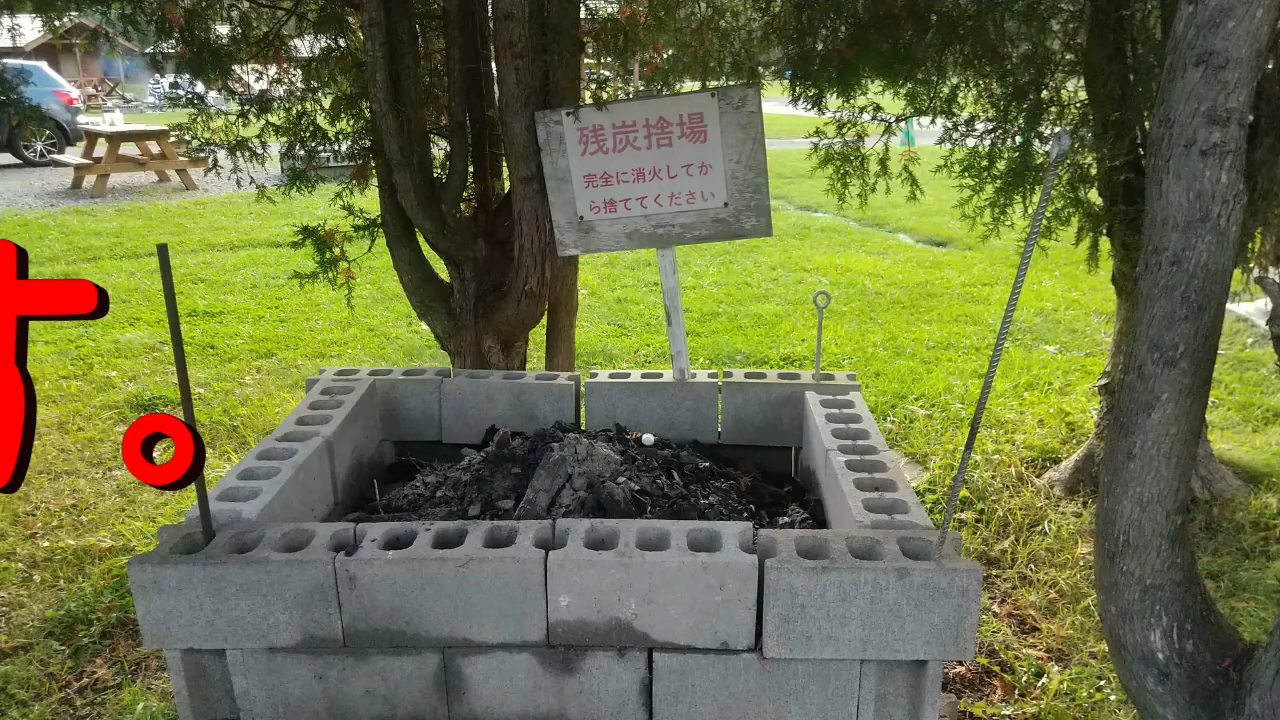 残炭捨場
完全に消火してか
ら捨ててください
す。